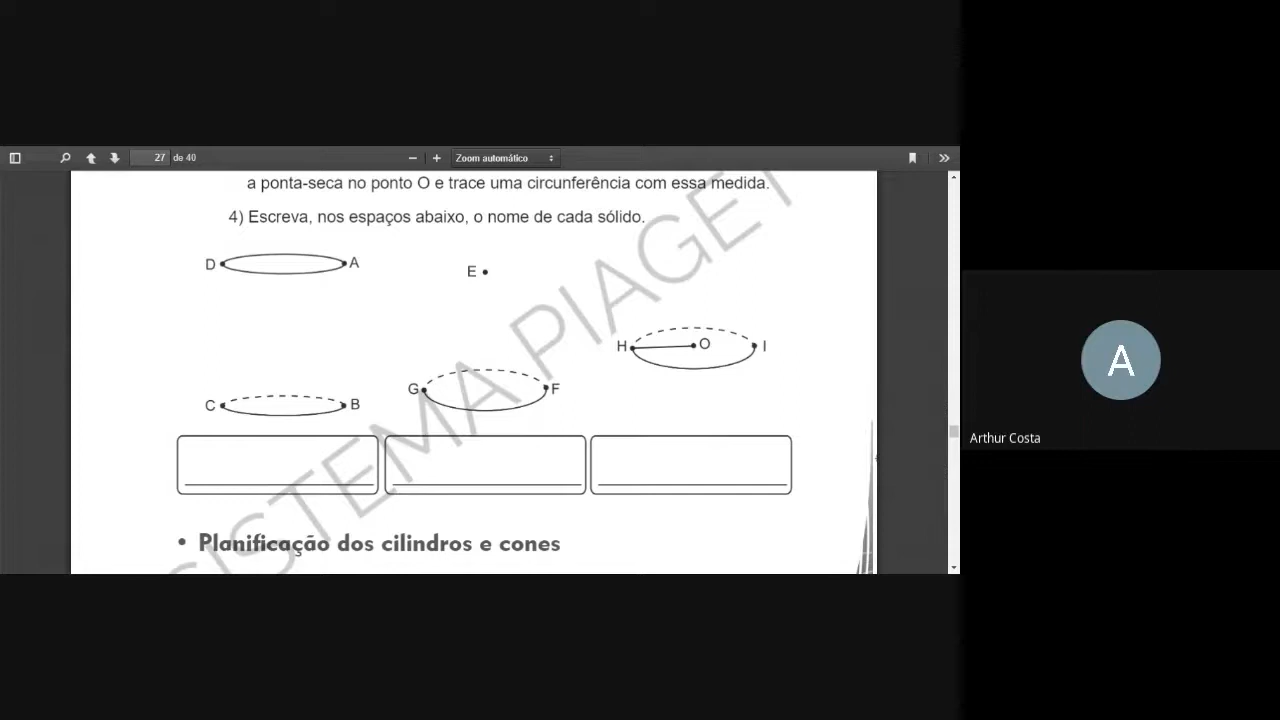 27 de 40
Zoom automático
a ponta-seca no ponto O e trace uma circunferência com essa medida.
4) Escreva, nos espaços abaixo, o nome de cada sólido.
D A
E
H O I
G F
C B
SISTEMA PIAGET
• Planificação dos cilindros e cones
A
Arthur Costa